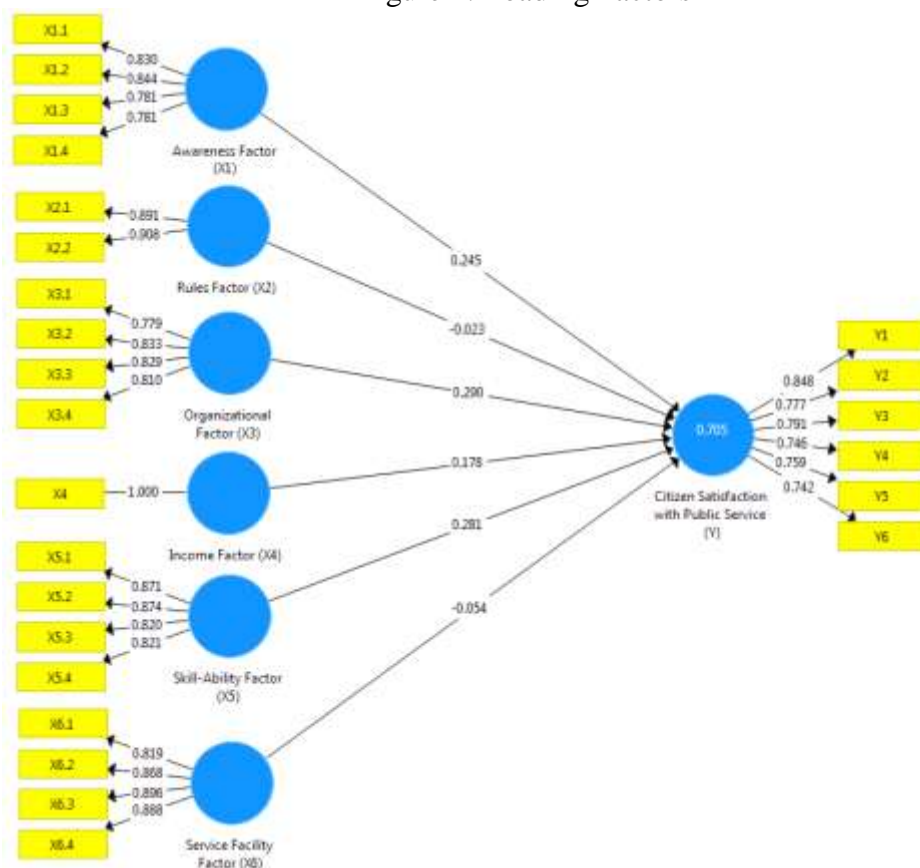 Loading Factors
X1.1
X1.2
X1.3
X1.4
0.830
0.844
0.781
0.781
Awareness Factor
(X1)
X2.1
X2.2
0.891
0.908
Rules Factor (X2)
X3.1
X3.2
X3.3
X3.4
0.779
0.833
0.829
0.810
Organizational
Factor (X3)
X4
1.000
Income Factor (X4)
X5.1
X5.2
X5.3
X5.4
0.871
0.874
0.820
0.821
Skill-Ability Factor
(X5)
X6.1
X6.2
X6.3
X6.4
0.819
0.868
0.896
0.888
Service Facility
Factor (X6)
0.245
-0.023
0.290
0.178
0.281
-0.054
0.705
Citizen Satisfaction
with Public Service
(Y)
0.848
0.777
0.791
0.746
0.759
0.742
Y1
Y2
Y3
Y4
Y5
Y6